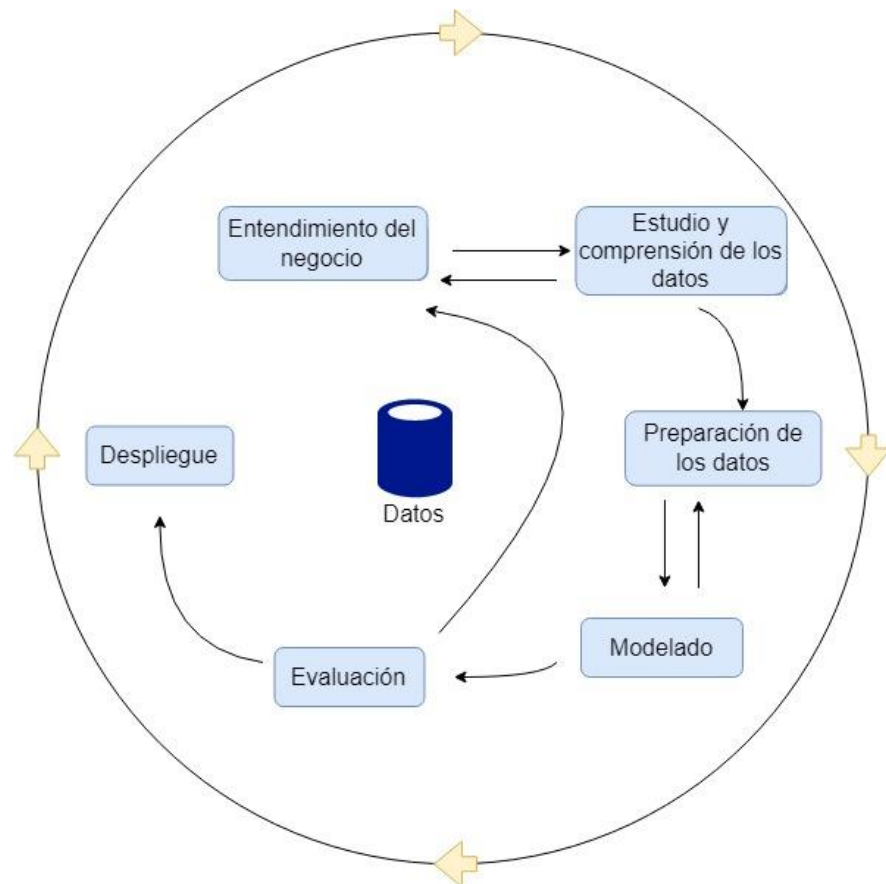 Entendimiento del
negocio
Estudio y
comprensión de los
datos
Preparación de
los datos
Despliegue
Datos
Modelado
Evaluación